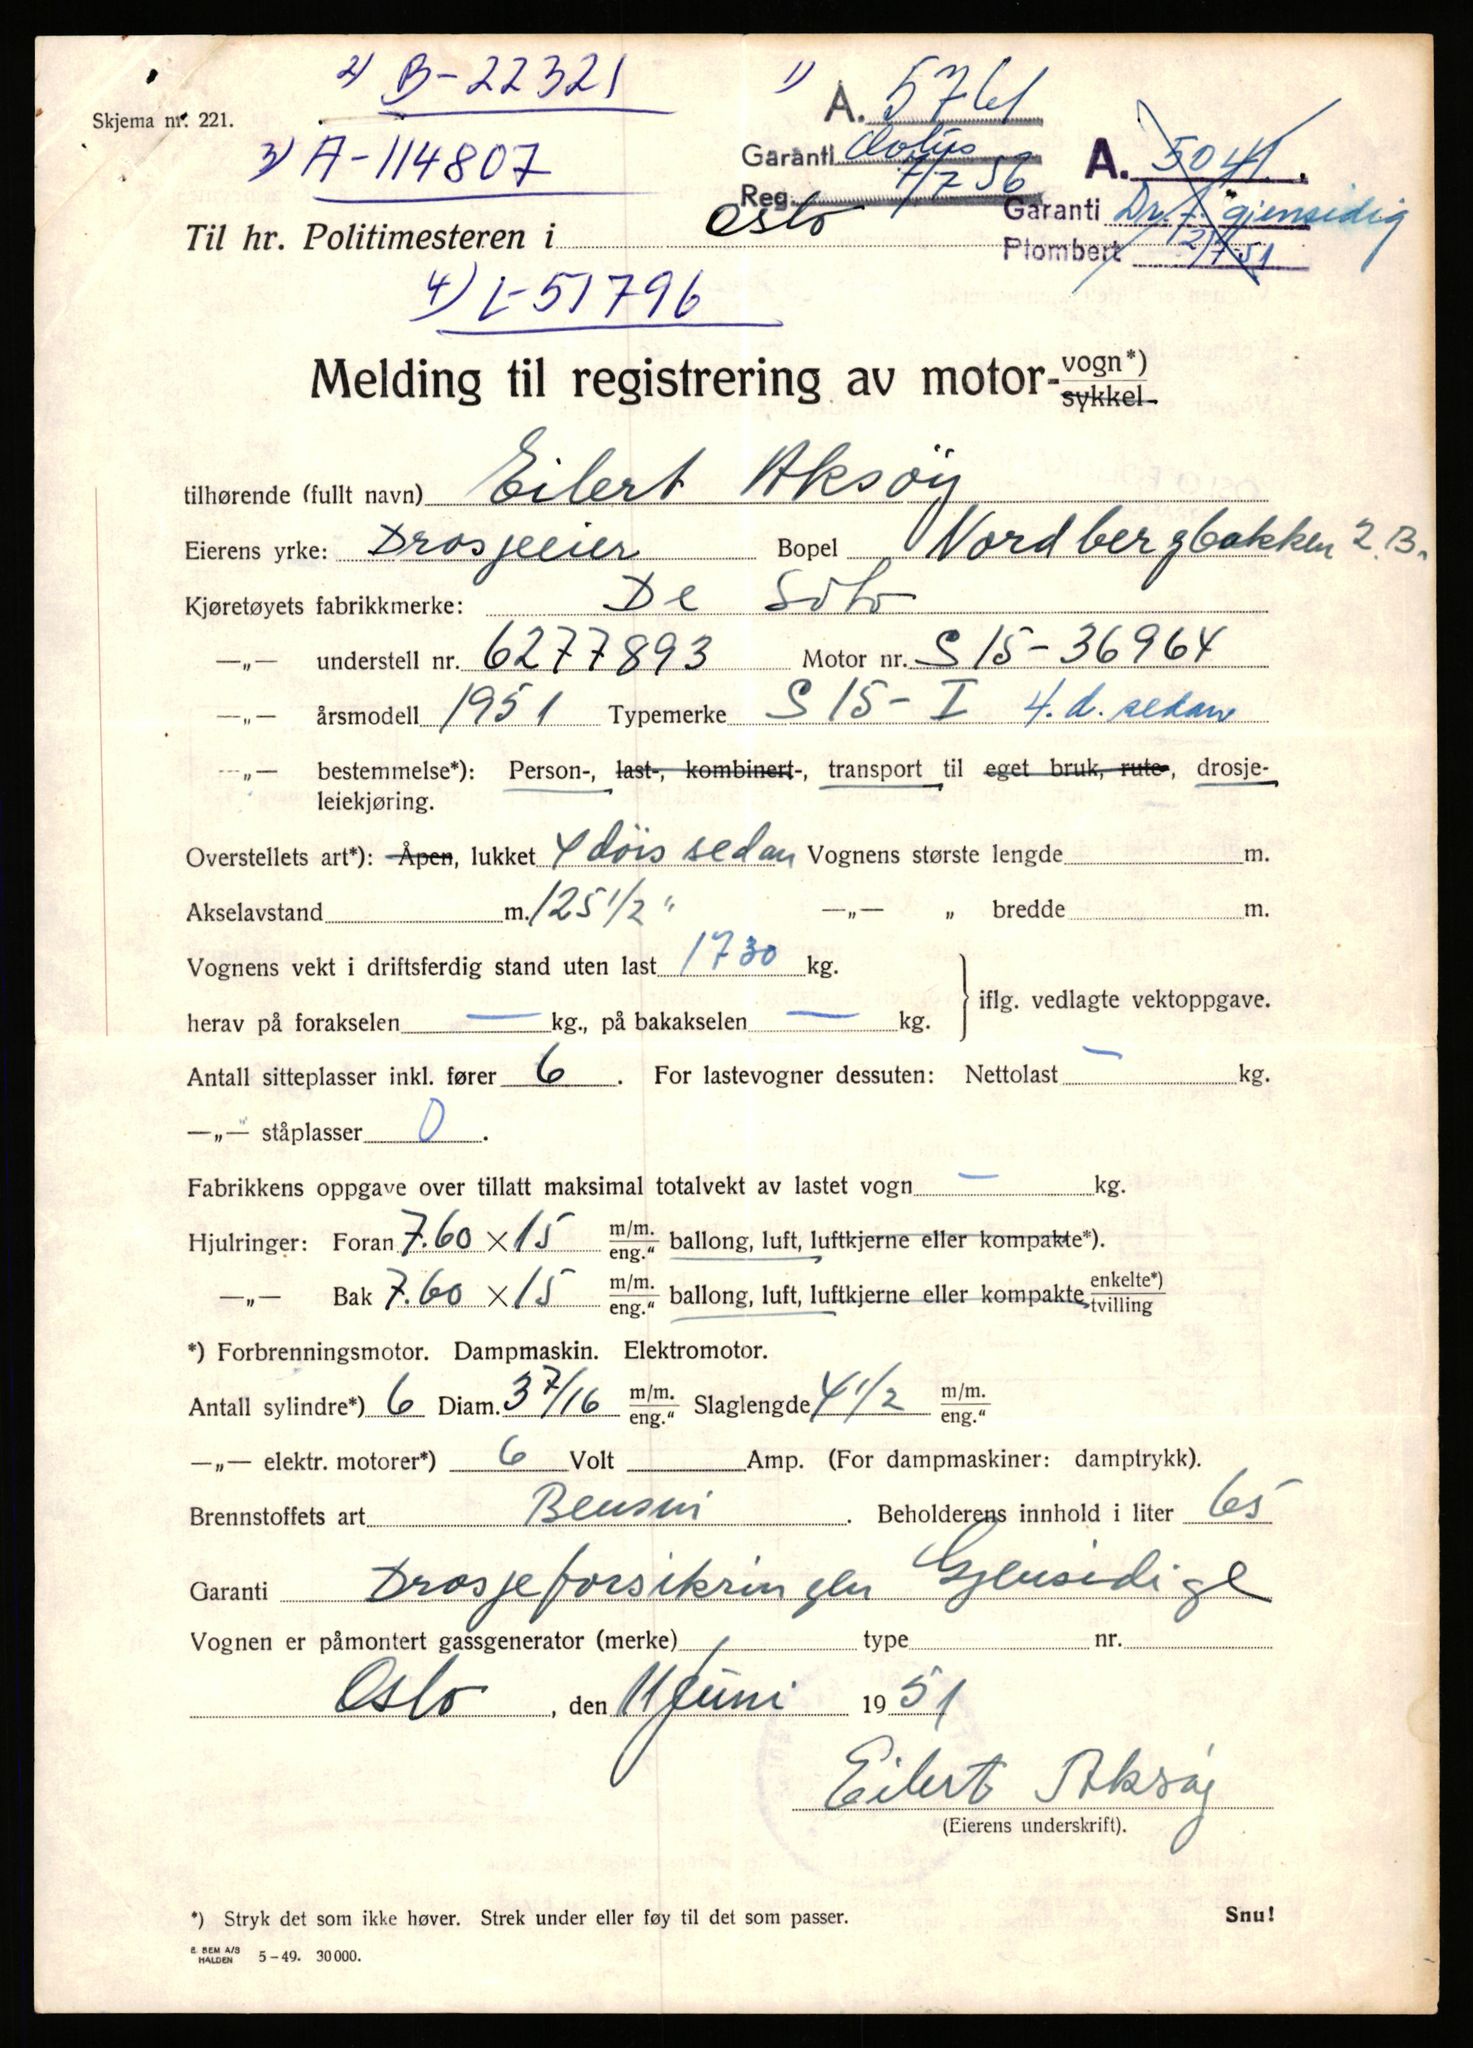 2) B-22321
1) A. 5761
Skjema nr. 221.
3) A-114807
Garanti
Reg. 7/7 56
A. 5041.
Garanti Dr. f. gjensidig
Plombert 2/7-51
Til hr. Politimesteren i Oslo
4) L-51796
Melding til registrering av motor-vogn*)
sykkel-
tilhørende (fullt navn) Eilert Aksøy
Eierens yrke: Drosjeeier Bopel Nordbergbakken 2.B.
Kjøretøyets fabrikkmerke: De Soto
—„— understell nr. 6277893 Motor nr. S 15-36964
—„— årsmodell 1951 Typemerke S 15-I 4.d. sedan
—„— bestemmelse*): Person-, last-, kombinert-, transport til eget bruk, rute-, drosje-
leiekjøring.
Overstellets art*): Åpen, lukket 4 dørs sedan Vognens største lengde m.
Akselavstand m. 125 1/2" —„— „ bredde m.
Vognens vekt i driftsferdig stand uten last 1730 kg.
iflg. vedlagte vektoppgave.
herav på forakselen — kg., på bakakselen — kg.
Antall sitteplasser inkl. fører 6. For lastevogner dessuten: Nettolast — kg.
—„— ståplasser 0.
Fabrikkens oppgave over tillatt maksimal totalvekt av lastet vogn — kg.
Hjulringer: Foran 7.60 × 15 m/m. eng." ballong, luft, luftkjerne eller kompakte*).
—„— Bak 7.60 × 15 m/m. eng." ballong, luft, luftkjerne eller kompakte, enkelte*) tvilling
*) Forbrenningsmotor. Dampmaskin. Elektromotor.
Antall sylindre*) 6 Diam. 3 7/16 m/m. eng." Slaglengde 4 1/2 m/m. eng."
—„— elektr. motorer*) 6 Volt Amp. (For dampmaskiner: damptrykk).
Brennstoffets art Bensin. Beholderens innhold i liter 65
Garanti Drosjeforsikringen Gjensidige
Vognen er påmontert gassgenerator (merke) type nr.
Oslo, den 11 Juni 1951
Eilert Aksøy
(Eierens underskrift).
*) Stryk det som ikke høver. Strek under eller føy til det som passer.
Snu!
E. SEM A/S
HALDEN 5-49. 30 000.